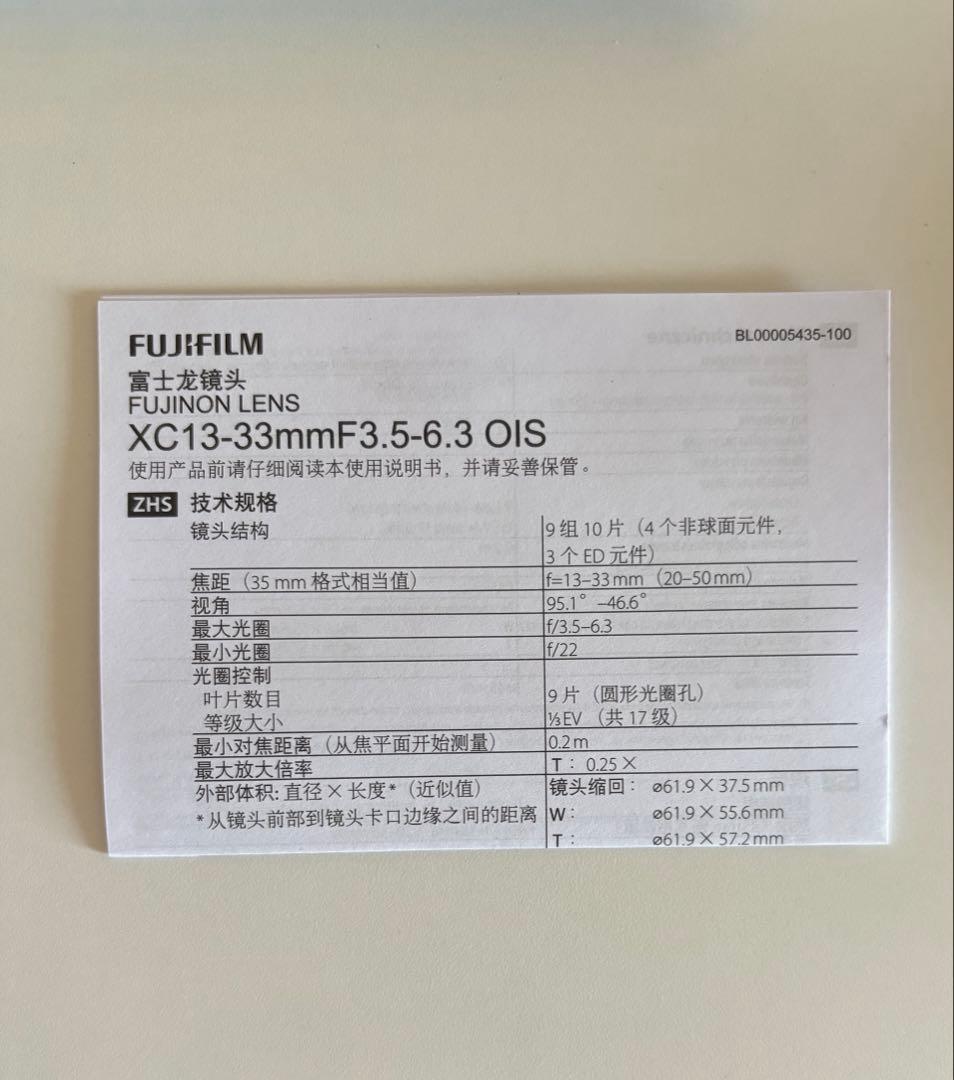 FUJIFILM
BL00005435-100
富士龙镜头
FUJINON LENS
XC13-33mmF3.5-6.3 OIS
使用产品前请仔细阅读本使用说明书，并请妥善保管。
ZHS 技术规格
镜头结构 9 组 10 片（4 个非球面元件，
3 个 ED 元件）
焦距（35 mm 格式相当值） f=13–33 mm（20–50 mm）
视角 95.1°–46.6°
最大光圈 f/3.5–6.3
最小光圈 f/22
光圈控制
叶片数目 9 片（圆形光圈孔）
等级大小 ⅓ EV（共 17 级）
最小对焦距离（从焦平面开始测量） 0.2 m
最大放大倍率 T： 0.25 ×
外部体积: 直径 × 长度*（近似值） 镜头缩回： ø61.9 × 37.5 mm
*从镜头前部到镜头卡口边缘之间的距离 W： ø61.9 × 55.6 mm
T： ø61.9 × 57.2 mm